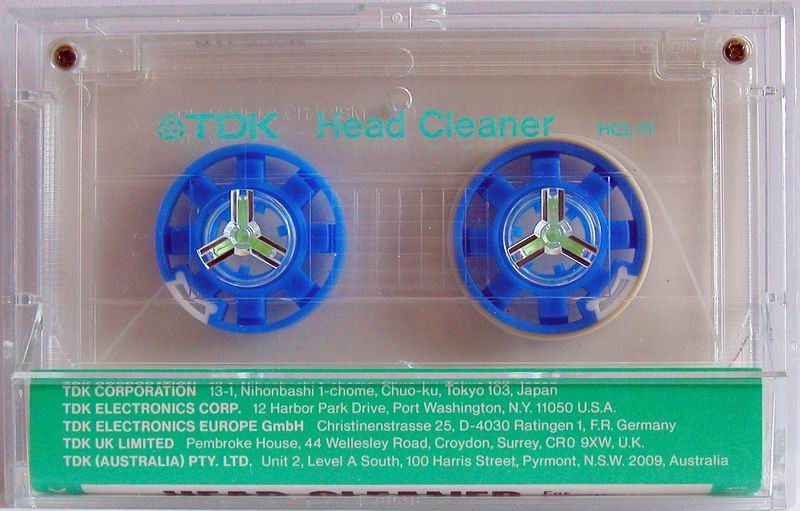 TDK Head Cleaner HCL-11
TDK CORPORATION 13-1, Nihonbashi 1-chome, Chuo-ku, Tokyo 103, Japan
TDK ELECTRONICS CORP. 12 Harbor Park Drive, Port Washington, N.Y. 11050 U.S.A.
TDK ELECTRONICS EUROPE GmbH Christinenstrasse 25, D-4030 Ratingen 1, F.R. Germany
TDK UK LIMITED Pembroke House, 44 Wellesley Road, Croydon, Surrey, CR0 9XW, U.K.
TDK (AUSTRALIA) PTY. LTD. Unit 2, Level A South, 100 Harris Street, Pyrmont, N.S.W. 2009, Australia
HEAD CLEANER For